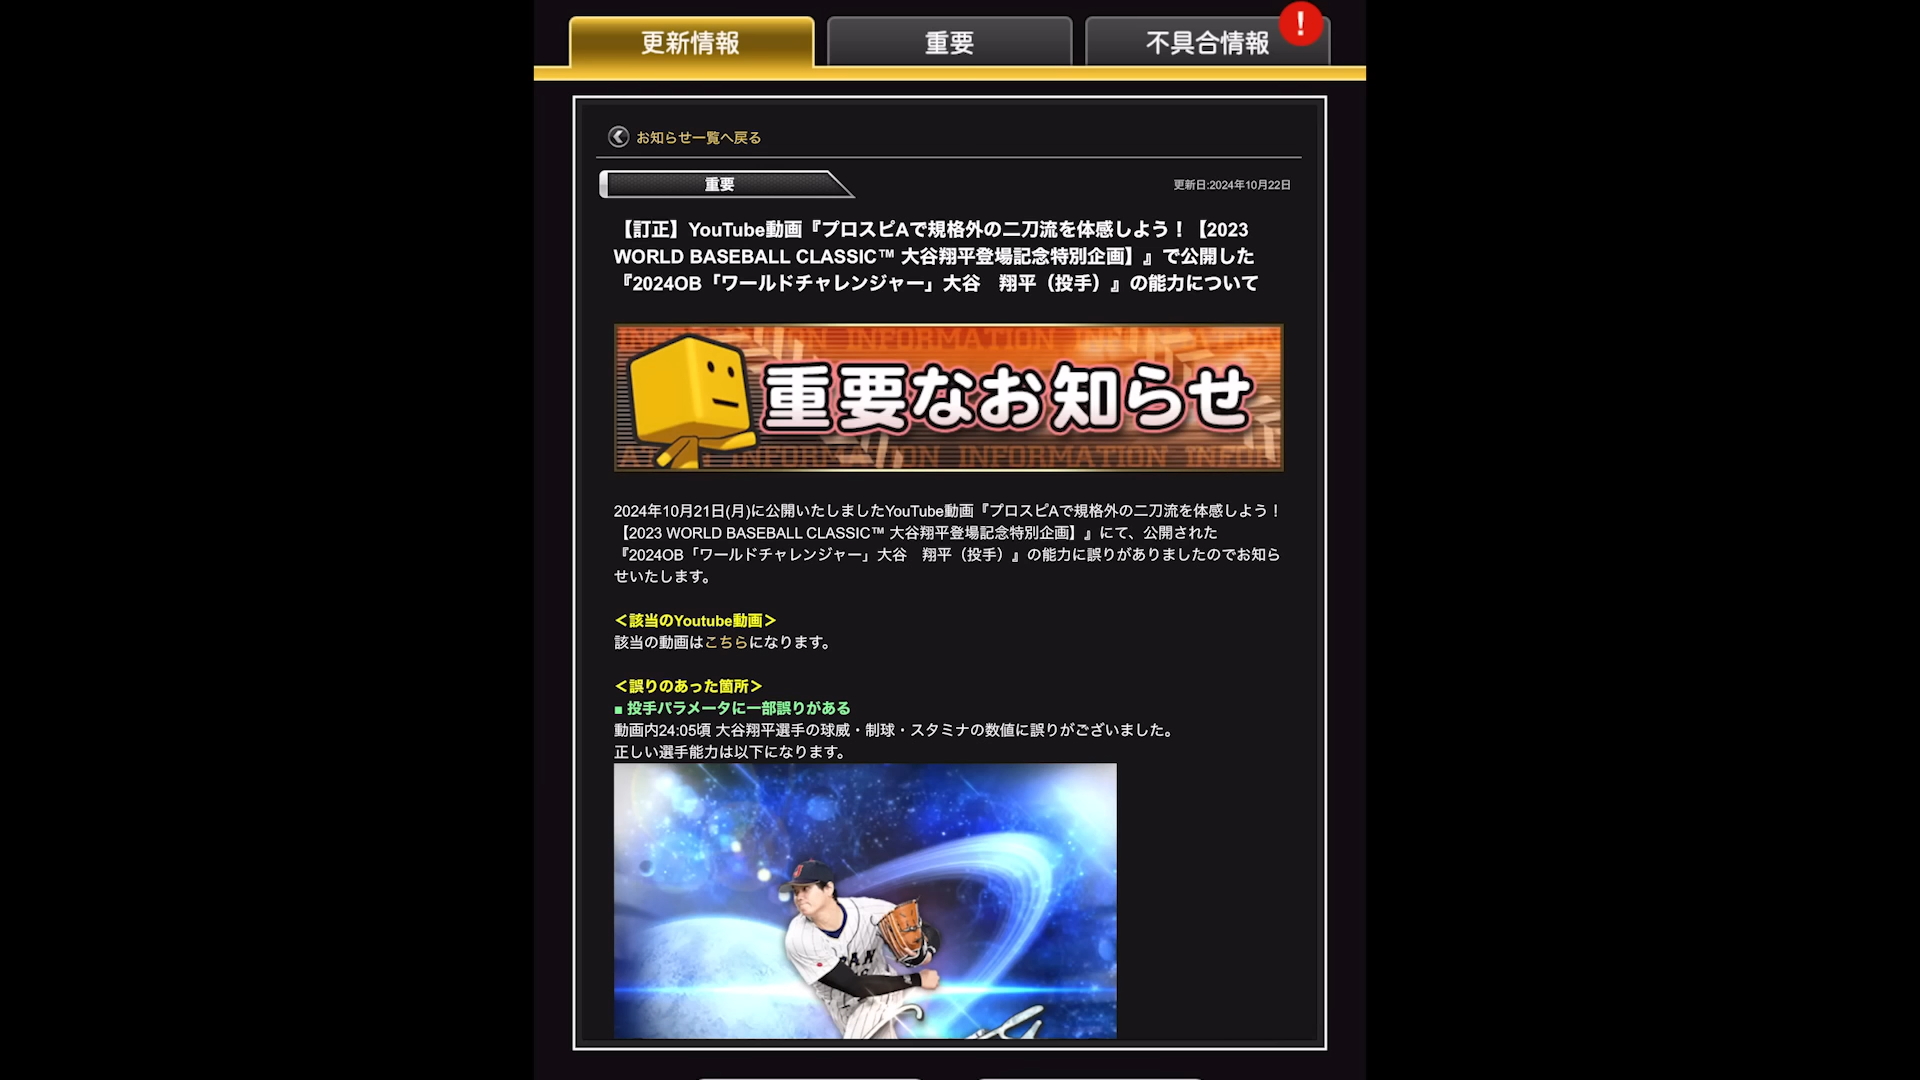 更新情報
重要
不具合情報
!
お知らせ一覧へ戻る
重要
更新日:2024年10月22日
【訂正】YouTube動画『プロスピAで規格外の二刀流を体感しよう！【2023
WORLD BASEBALL CLASSIC™ 大谷翔平登場記念特別企画】』で公開した
『2024OB「ワールドチャレンジャー」大谷　翔平（投手）』の能力について
INFORMATION
重要なお知らせ
INFORMATION
2024年10月21日(月)に公開いたしましたYouTube動画『プロスピAで規格外の二刀流を体感しよう！
【2023 WORLD BASEBALL CLASSIC™ 大谷翔平登場記念特別企画】』にて、公開された
『2024OB「ワールドチャレンジャー」大谷　翔平（投手）』の能力に誤りがありましたのでお知ら
せいたします。
＜該当のYoutube動画＞
該当の動画はこちらになります。
＜誤りのあった箇所＞
■ 投手パラメータに一部誤りがある
動画内24:05頃 大谷翔平選手の球威・制球・スタミナの数値に誤りがございました。
正しい選手能力は以下になります。